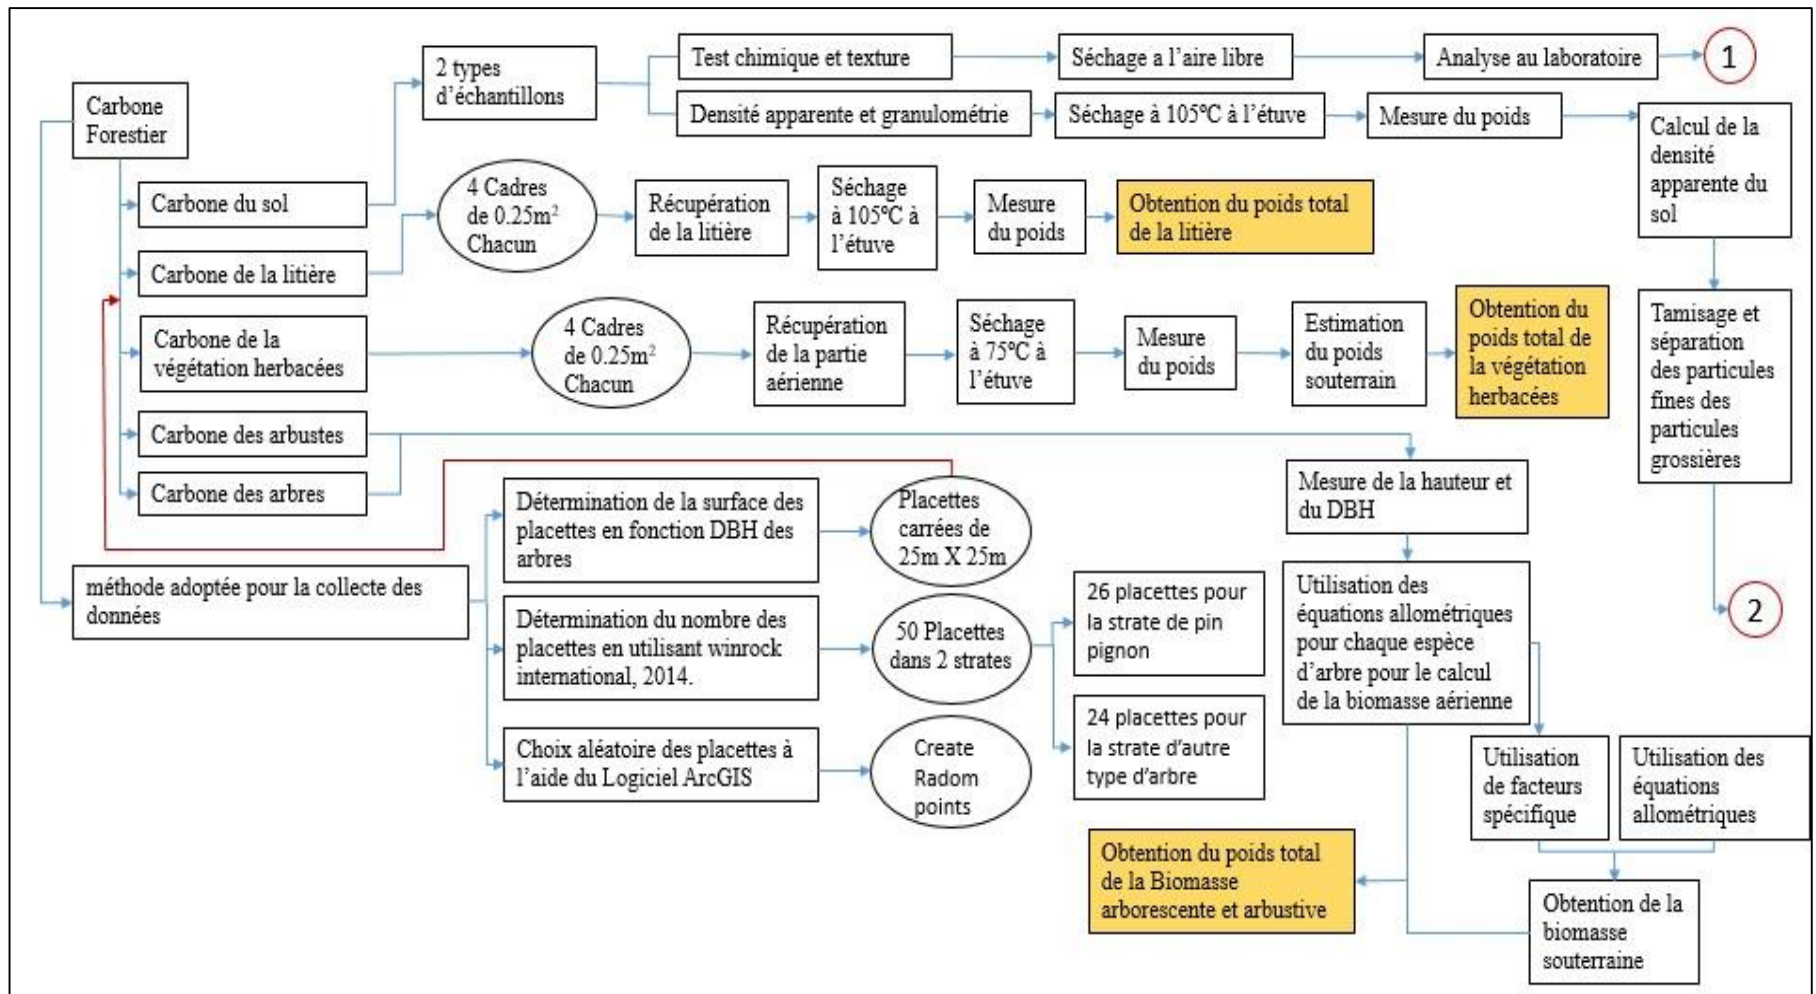 Carbone
Forestier
2 types
d’échantillons
Test chimique et texture
Séchage a l’aire libre
Analyse au laboratoire
1
Densité apparente et granulométrie
Séchage à 105°C à l’étuve
Mesure du poids
Calcul de la
densité
apparente du
sol
Carbone du sol
4 Cadres
de 0.25m²
Chacun
Récupération
de la litière
Séchage
à 105°C à
l’étuve
Mesure
du poids
Obtention du poids total
de la litière
Carbone de la litière
Carbone de la
végétation herbacées
4 Cadres
de 0.25m²
Chacun
Récupération
de la partie
aérienne
Séchage
à 75°C à
l’étuve
Mesure
du poids
Estimation
du poids
souterrain
Obtention du
poids total de
la végétation
herbacées
Tamisage et
séparation
des particules
fines des
particules
grossières
Carbone des arbustes
Carbone des arbres
Mesure de la hauteur et
du DBH
Détermination de la surface des
placettes en fonction DBH des
arbres
Placettes
carrées de
25m X 25m
méthode adoptée pour la collecte des
données
Détermination du nombre des
placettes en utilisant winrock
international, 2014.
50 Placettes
dans 2 strates
26 placettes pour
la strate de pin
pignon
24 placettes pour
la strate d’autre
type d’arbre
Utilisation des
équations allométriques
pour chaque espèce
d’arbre pour le calcul
de la biomasse aérienne
2
Choix aléatoire des placettes à
l’aide du Logiciel ArcGIS
Create
Radom
points
Utilisation
de facteurs
spécifique
Utilisation des
équations
allométriques
Obtention du poids total
de la Biomasse
arborescente et arbustive
Obtention de la
biomasse
souterraine